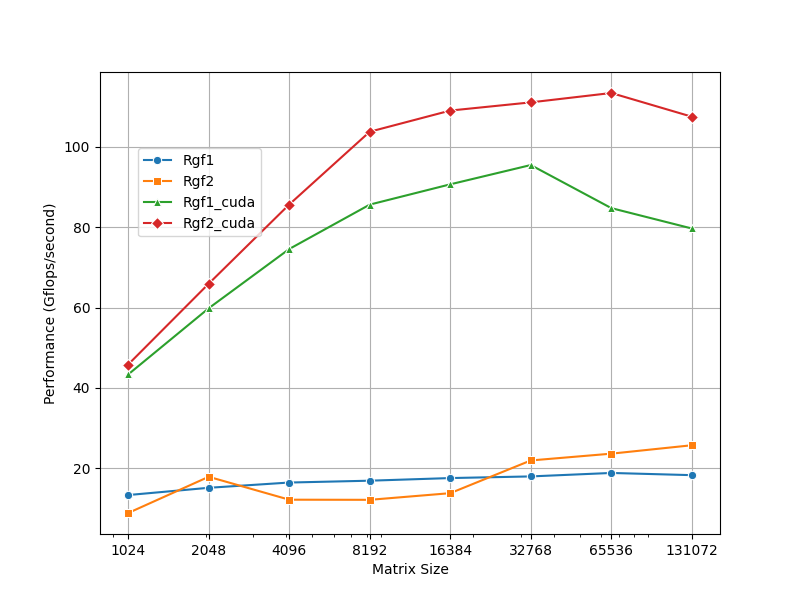 Performance (Gflops/second)
100
80
60
40
20
Rgf1
Rgf2
Rgf1_cuda
Rgf2_cuda
1024 2048 4096 8192 16384 32768 65536 131072
Matrix Size